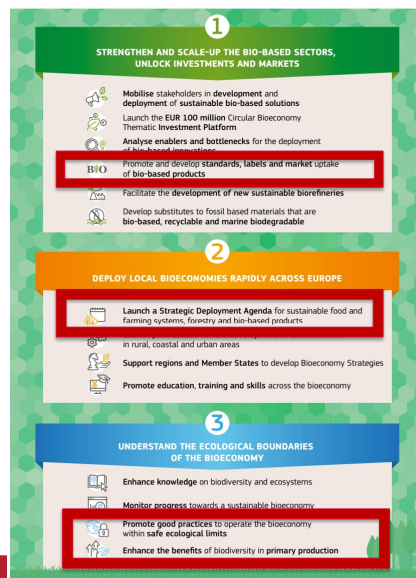 1
STRENGTHEN AND SCALE-UP THE BIO-BASED SECTORS,
UNLOCK INVESTMENTS AND MARKETS
Mobilise stakeholders in development and
deployment of sustainable bio-based solutions
Launch the EUR 100 million Circular Bioeconomy
Thematic Investment Platform
Analyse enablers and bottlenecks for the deployment
of bio-based innovations
BIO
Promote and develop standards, labels and market uptake
of bio-based products
Facilitate the development of new sustainable biorefineries
Develop substitutes to fossil based materials that are
bio-based, recyclable and marine biodegradable
2
DEPLOY LOCAL BIOECONOMIES RAPIDLY ACROSS EUROPE
Launch a Strategic Deployment Agenda for sustainable food and
farming systems, forestry and bio-based products
in rural, coastal and urban areas
Support regions and Member States to develop Bioeconomy Strategies
Promote education, training and skills across the bioeconomy
3
UNDERSTAND THE ECOLOGICAL BOUNDARIES
OF THE BIOECONOMY
Enhance knowledge on biodiversity and ecosystems
Monitor progress towards a sustainable bioeconomy
Promote good practices to operate the bioeconomy
within safe ecological limits
Enhance the benefits of biodiversity in primary production